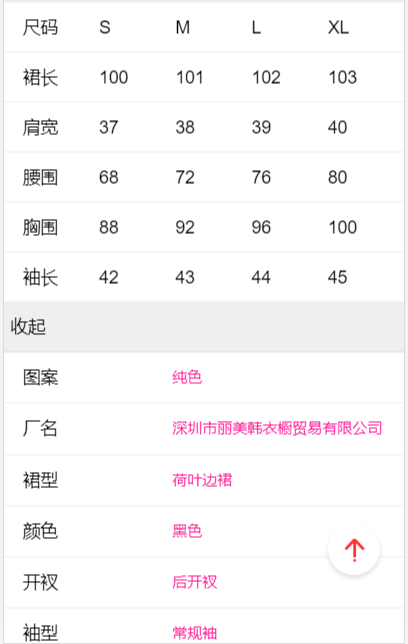 尺码 S M L XL
裙长 100 101 102 103
肩宽 37 38 39 40
腰围 68 72 76 80
胸围 88 92 96 100
袖长 42 43 44 45
收起
图案 纯色
厂名 深圳市丽美韩衣橱贸易有限公司
裙型 荷叶边裙
颜色 黑色
开衩 后开衩
袖型 常规袖